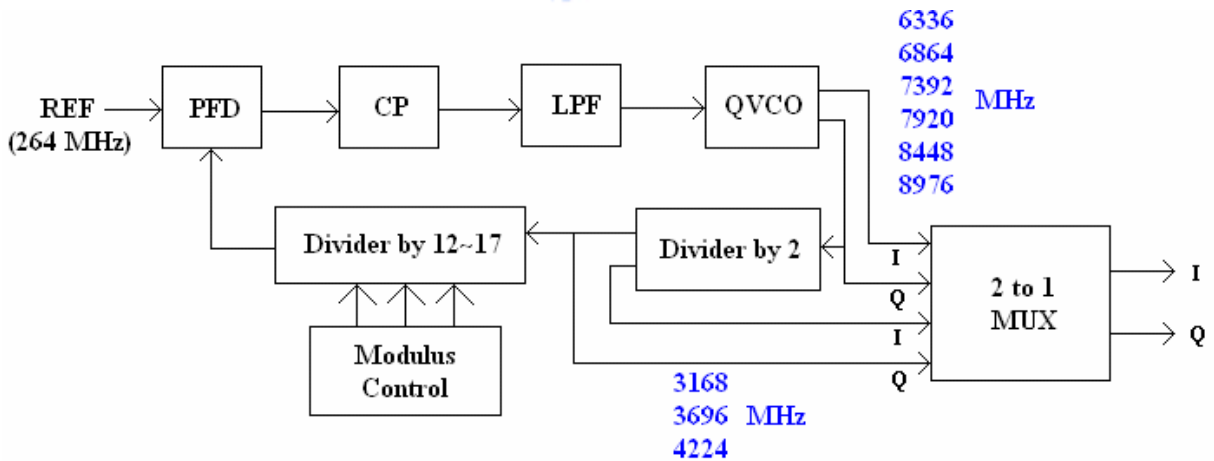 6336
6864
7392
7920
8448
8976
MHz
REF
(264 MHz)
PFD
CP
LPF
QVCO
Divider by 12~17
Divider by 2
I
Q
I
Q
2 to 1
MUX
I
Q
Modulus
Control
3168
3696
4224
MHz